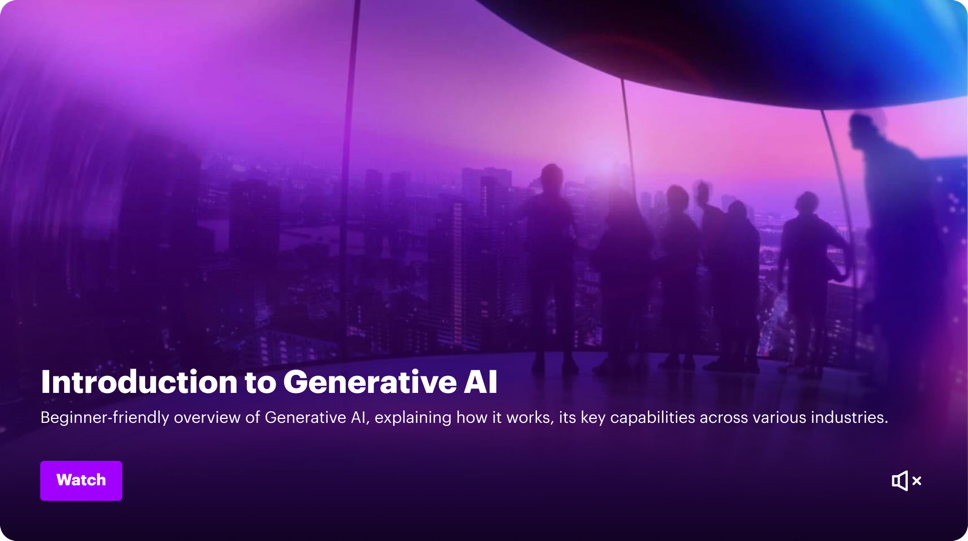 Introduction to Generative AI
Beginner-friendly overview of Generative AI, explaining how it works, its key capabilities across various industries.
Watch